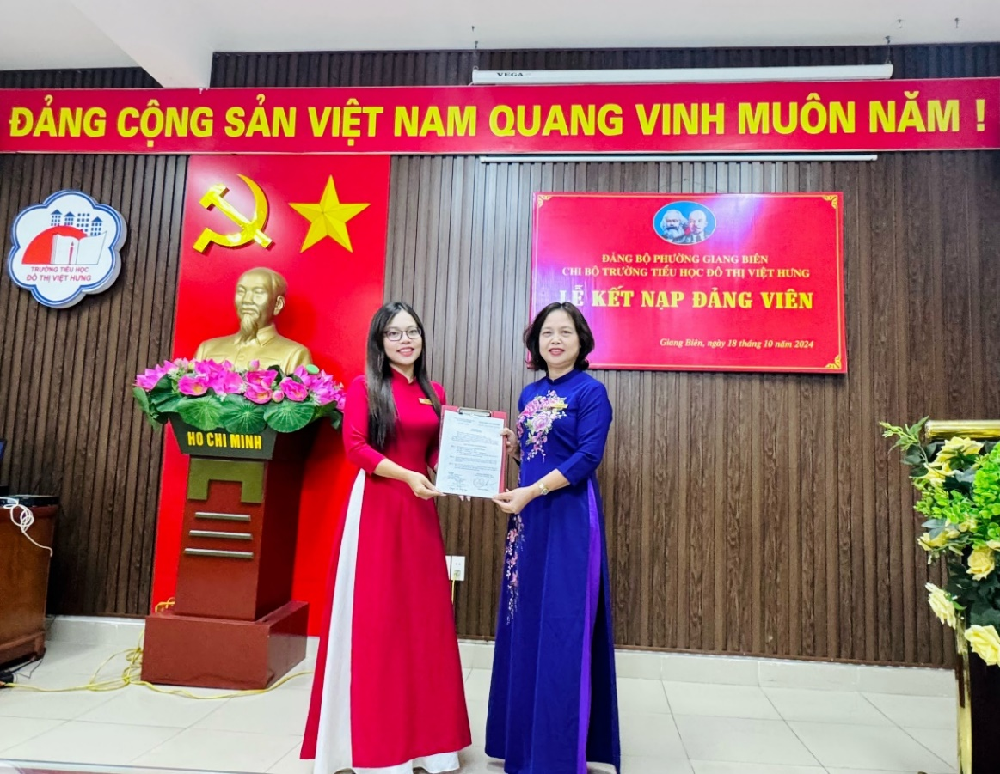 VEGA
ĐẢNG CỘNG SẢN VIỆT NAM QUANG VINH MUÔN NĂM !
TRƯỜNG TIỂU HỌC
ĐÔ THỊ VIỆT HƯNG
ĐẢNG BỘ PHƯỜNG GIANG BIÊN
CHI BỘ TRƯỜNG TIỂU HỌC ĐÔ THỊ VIỆT HƯNG
LỄ KẾT NẠP ĐẢNG VIÊN
Giang Biên, ngày 18 tháng 10 năm 2024
HO CHI MINH